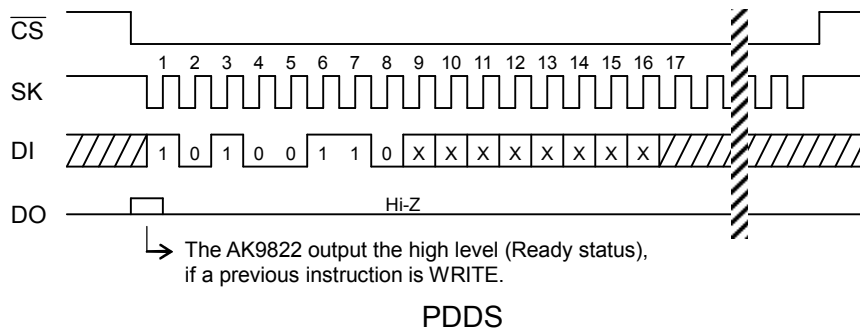 CS
1 2 3 4 5 6 7 8 9 10 11 12 13 14 15 16 17
SK
DI 1 0 1 0 0 1 1 0 X X X X X X X X
DO Hi-Z
The AK9822 output the high level (Ready status),
if a previous instruction is WRITE.
PDDS